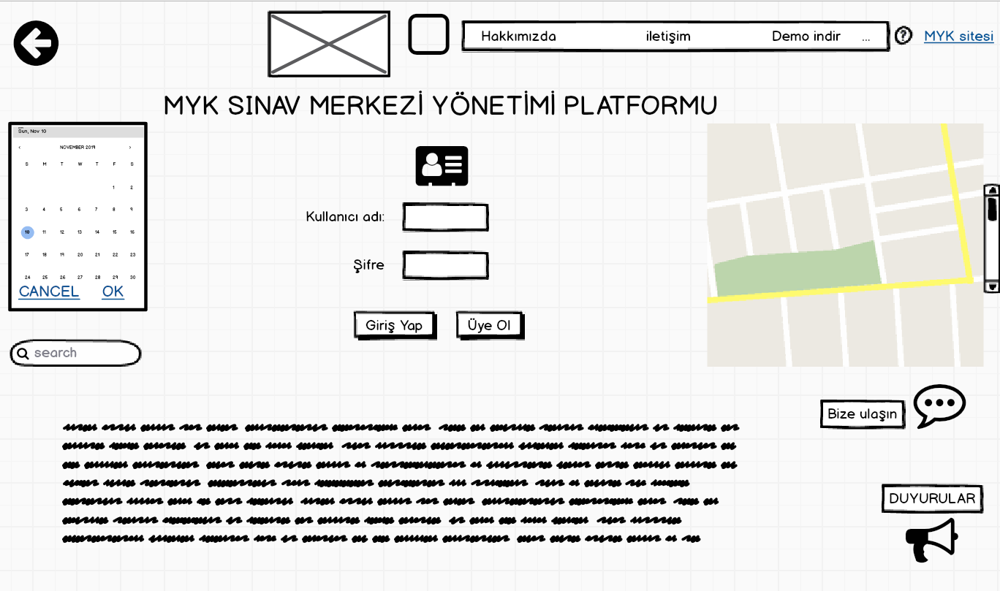 Hakkımızda iletişim Demo indir ...
?
MYK sitesi
MYK SINAV MERKEZİ YÖNETİMİ PLATFORMU
Sun, Nov 10
‹ NOVEMBER 2019 ›
S M T W T F S
1 2
3 4 5 6 7 8 9
10 11 12 13 14 15 16
17 18 19 20 21 22 23
24 25 26 27 28 29 30
CANCEL OK
search
Kullanıcı adı:
Şifre
Giriş Yap
Üye Ol
Bize ulaşın
DUYURULAR